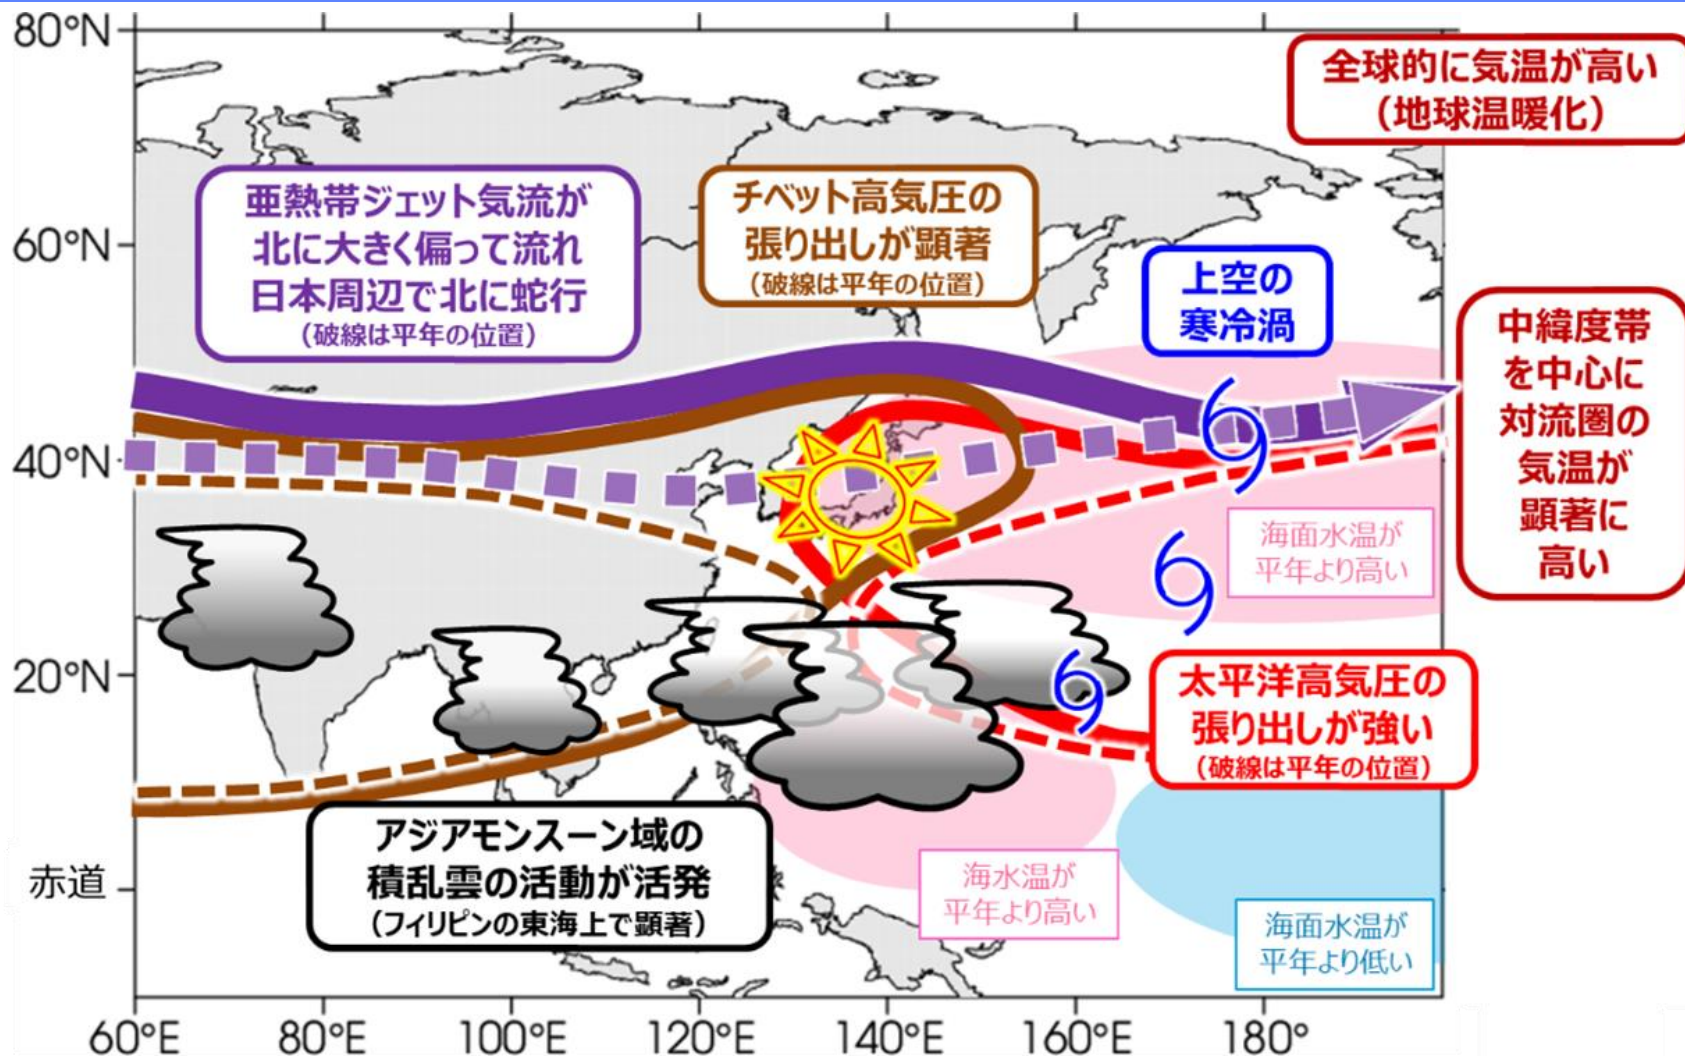 80°N
60°N
40°N
20°N
赤道
60°E
80°E
100°E
120°E
140°E
160°E
180°
全球的に気温が高い
（地球温暖化）
亜熱帯ジェット気流が
北に大きく偏って流れ
日本周辺で北に蛇行
（破線は平年の位置）
チベット高気圧の
張り出しが顕著
（破線は平年の位置）
上空の
寒冷渦
中緯度帯
を中心に
対流圏の
気温が
顕著に
高い
海面水温が
平年より高い
太平洋高気圧の
張り出しが強い
（破線は平年の位置）
アジアモンスーン域の
積乱雲の活動が活発
（フィリピンの東海上で顕著）
海水温が
平年より高い
海面水温が
平年より低い